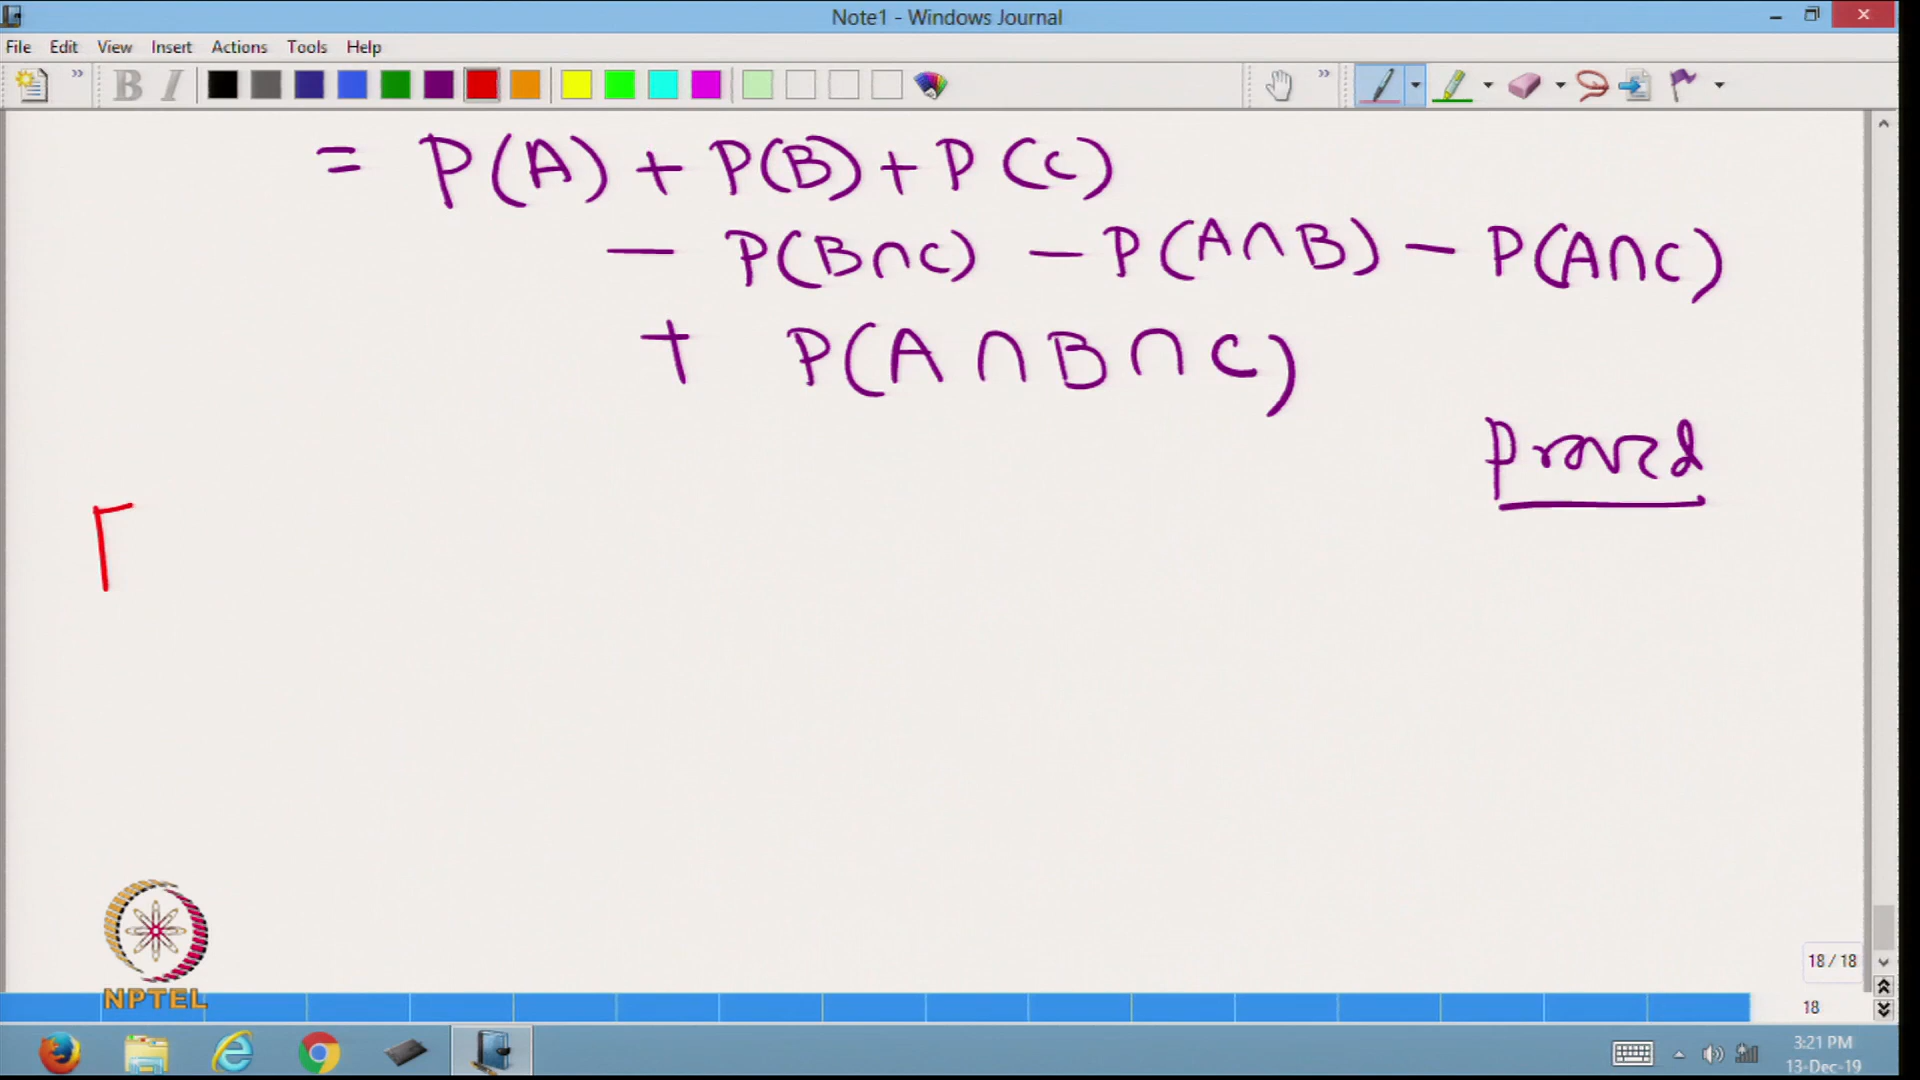 Note1 - Windows Journal
File Edit View Insert Actions Tools Help
B I
= P(A) + P(B) + P(C)
- P(B∩C) - P(A∩B) - P(A∩C)
+ P(A∩B∩C)
Proved
NPTEL
18 / 18
18
3:21 PM
13-Dec-19